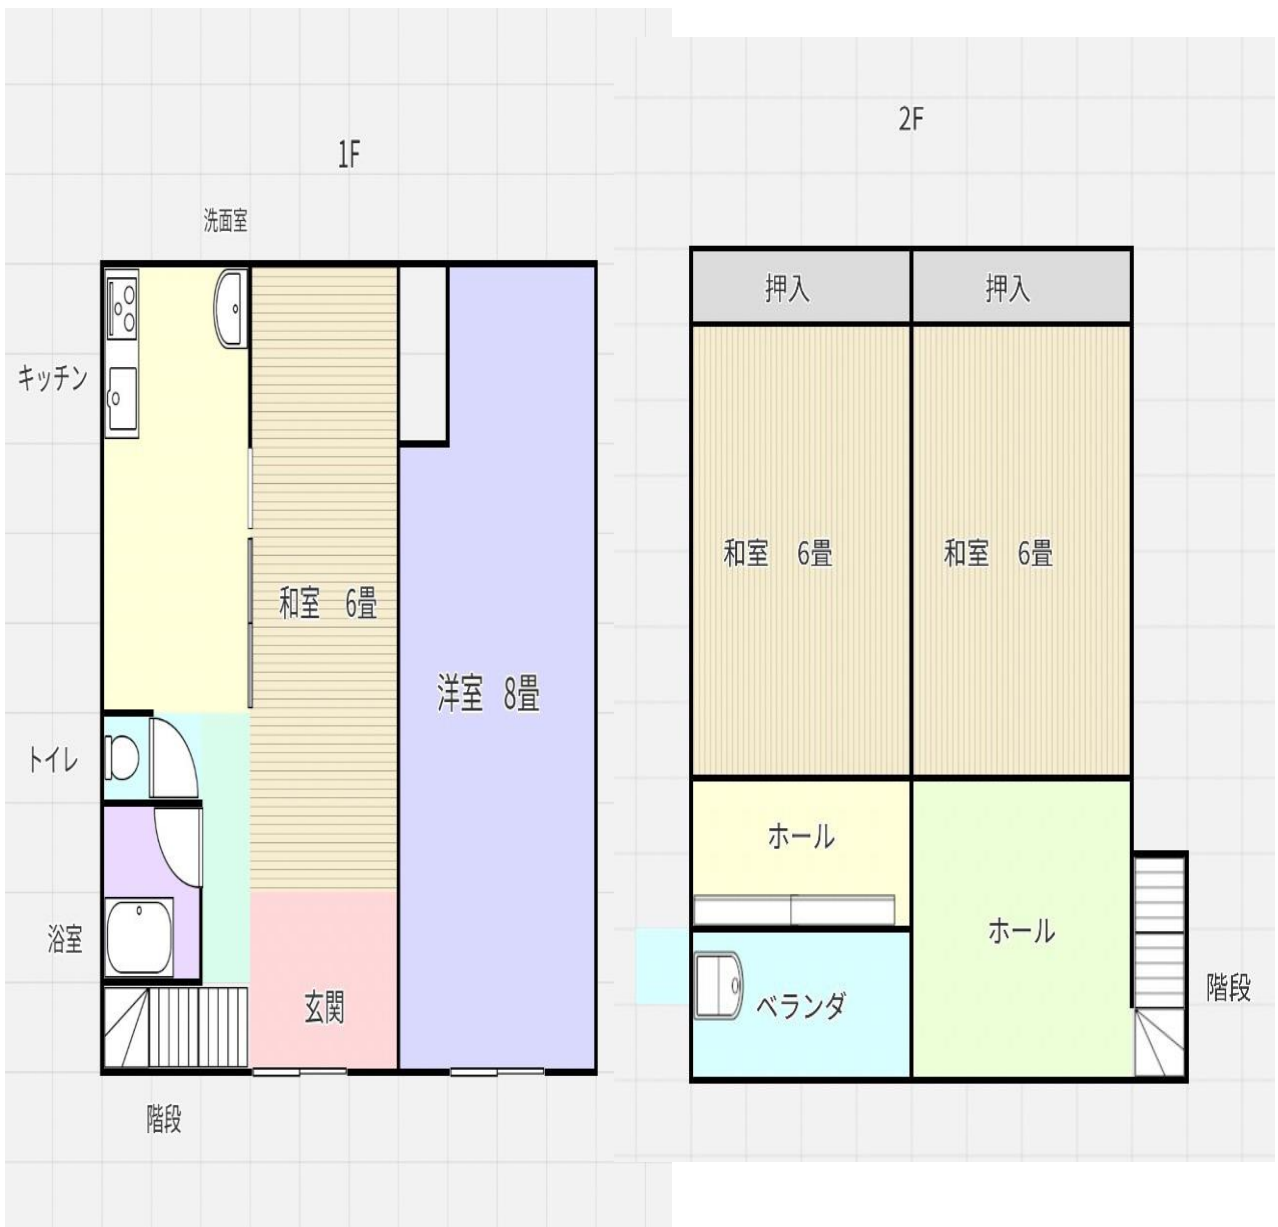 1F
洗面室
キッチン
和室 6畳
洋室 8畳
トイレ
浴室
玄関
階段
2F
押入
押入
和室 6畳
和室 6畳
ホール
ホール
ベランダ
階段